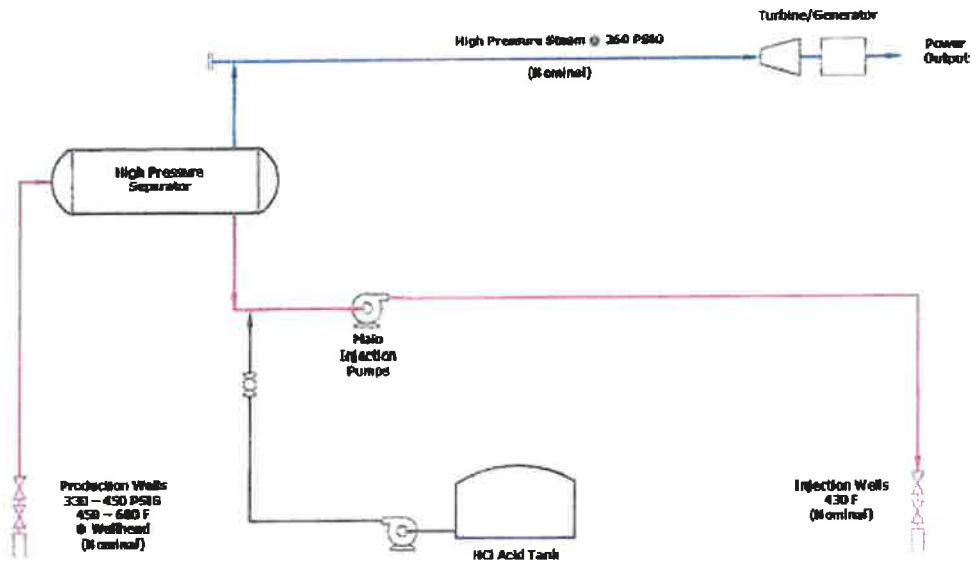 Turbine/Generator
High Pressure Steam @ 360 PSIG
(Nominal)
Power
Output
High Pressure
Separator
Main
Injection
Pumps
Production Wells
330 – 450 PSIG
450 – 600 F
@ Wellhead
(Nominal)
Injection Wells
430 F
(Nominal)
HCl Acid Tank